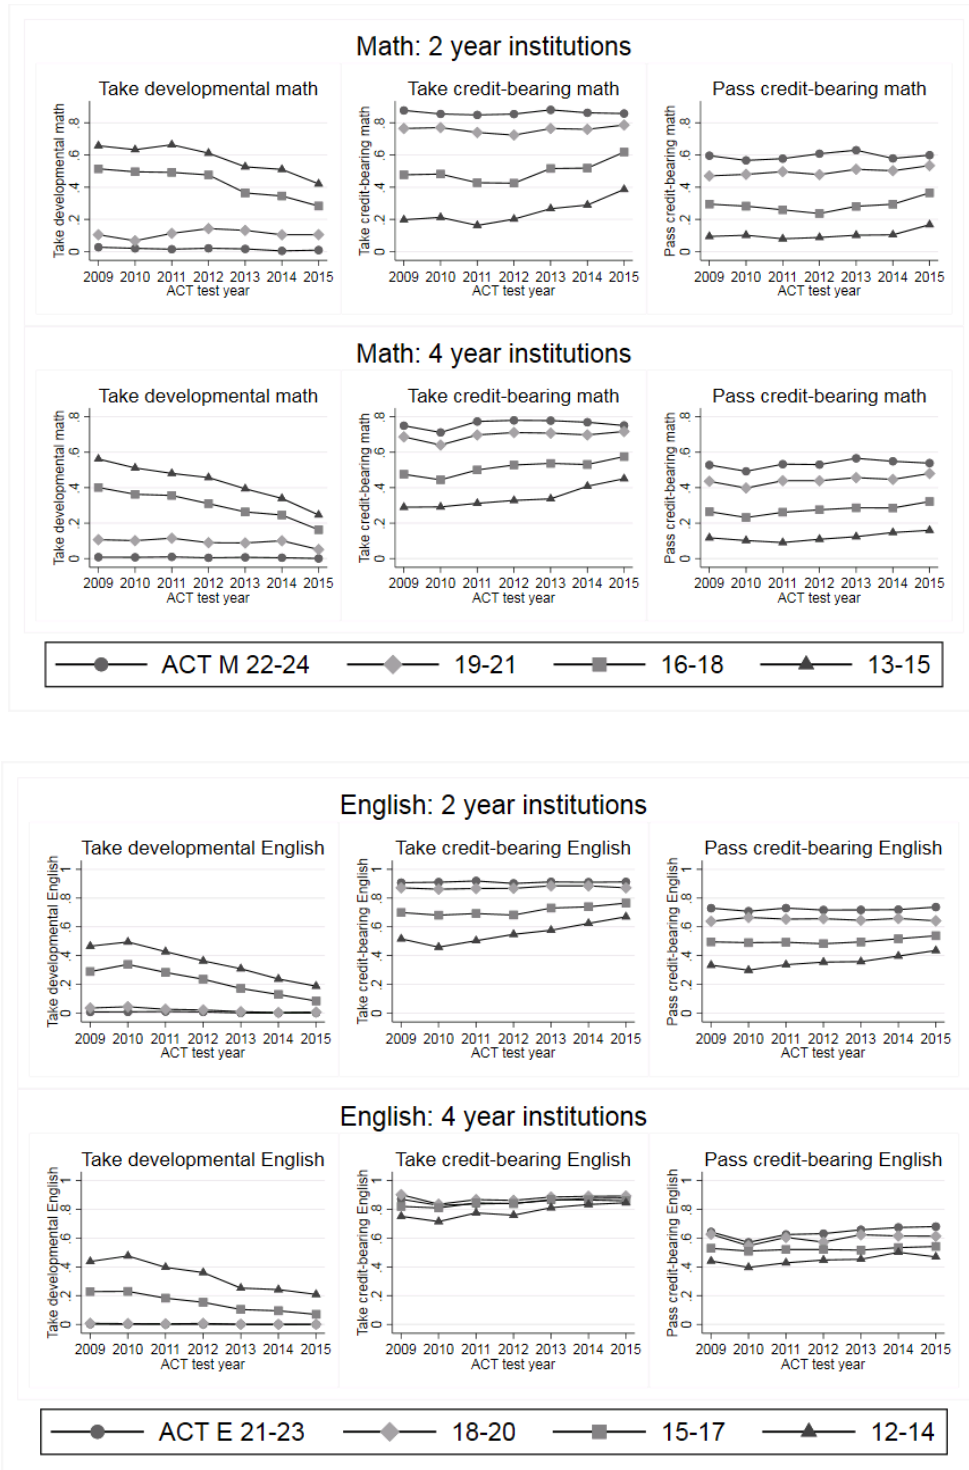 Math: 2 year institutions
Take developmental math Take credit-bearing math Pass credit-bearing math
Take developmental math
0 .2 .4 .6 .8
2009 2010 2011 2012 2013 2014 2015
ACT test year
Take credit-bearing math
0 .2 .4 .6 .8
2009 2010 2011 2012 2013 2014 2015
ACT test year
Pass credit-bearing math
0 .2 .4 .6 .8
2009 2010 2011 2012 2013 2014 2015
ACT test year
Math: 4 year institutions
Take developmental math Take credit-bearing math Pass credit-bearing math
Take developmental math
0 .2 .4 .6 .8
2009 2010 2011 2012 2013 2014 2015
ACT test year
Take credit-bearing math
0 .2 .4 .6 .8
2009 2010 2011 2012 2013 2014 2015
ACT test year
Pass credit-bearing math
0 .2 .4 .6 .8
2009 2010 2011 2012 2013 2014 2015
ACT test year
ACT M 22-24 19-21 16-18 13-15
English: 2 year institutions
Take developmental English Take credit-bearing English Pass credit-bearing English
Take developmental English
0 .2 .4 .6 .8 1
2009 2010 2011 2012 2013 2014 2015
ACT test year
Take credit-bearing English
0 .2 .4 .6 .8 1
2009 2010 2011 2012 2013 2014 2015
ACT test year
Pass credit-bearing English
0 .2 .4 .6 .8 1
2009 2010 2011 2012 2013 2014 2015
ACT test year
English: 4 year institutions
Take developmental English Take credit-bearing English Pass credit-bearing English
Take developmental English
0 .2 .4 .6 .8 1
2009 2010 2011 2012 2013 2014 2015
ACT test year
Take credit-bearing English
0 .2 .4 .6 .8 1
2009 2010 2011 2012 2013 2014 2015
ACT test year
Pass credit-bearing English
0 .2 .4 .6 .8 1
2009 2010 2011 2012 2013 2014 2015
ACT test year
ACT E 21-23 18-20 15-17 12-14